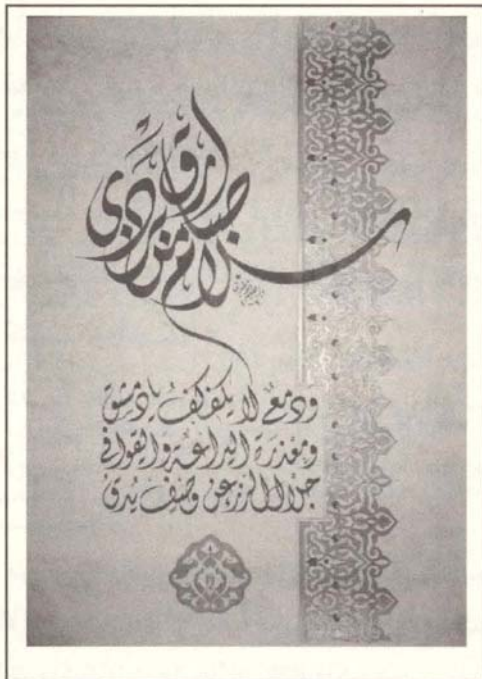 سلام من صبا بردى أرق
ودمع لا يكفكف يا دمشق
ومعذرة اليراعة والقوافي
جلال الرزء عن وصف يدق